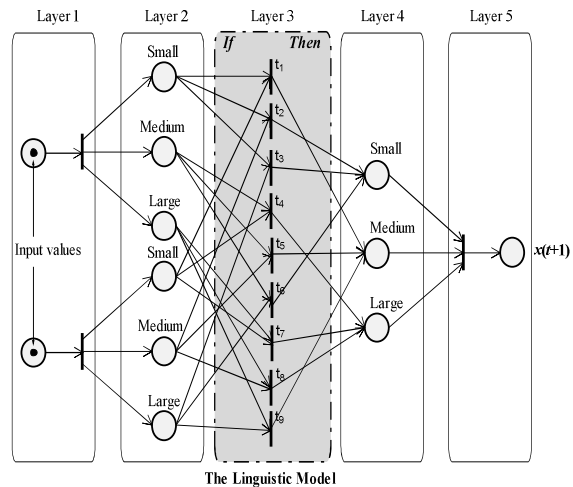 Layer 1
Layer 2
Layer 3
Layer 4
Layer 5
If
Then
Small
Medium
Large
Small
Medium
Large
Input values
t1
t2
t3
t4
t5
t6
t7
t8
t9
Small
Medium
Large
x(t+1)
The Linguistic Model